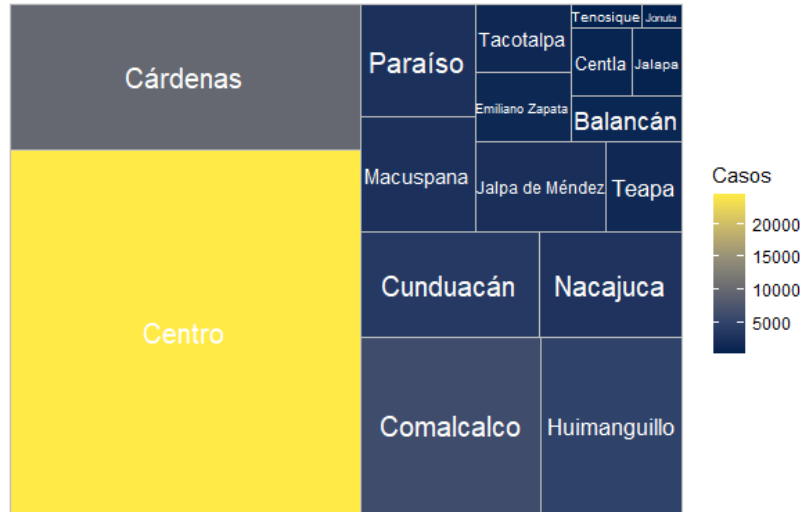 Cárdenas
Centro
Paraíso
Macuspana
Tacotalpa
Emiliano Zapata
Tenosique
Jonuta
Centla
Jalapa
Balancán
Jalpa de Méndez
Teapa
Cunduacán
Nacajuca
Comalcalco
Huimanguillo
Casos
20000
15000
10000
5000